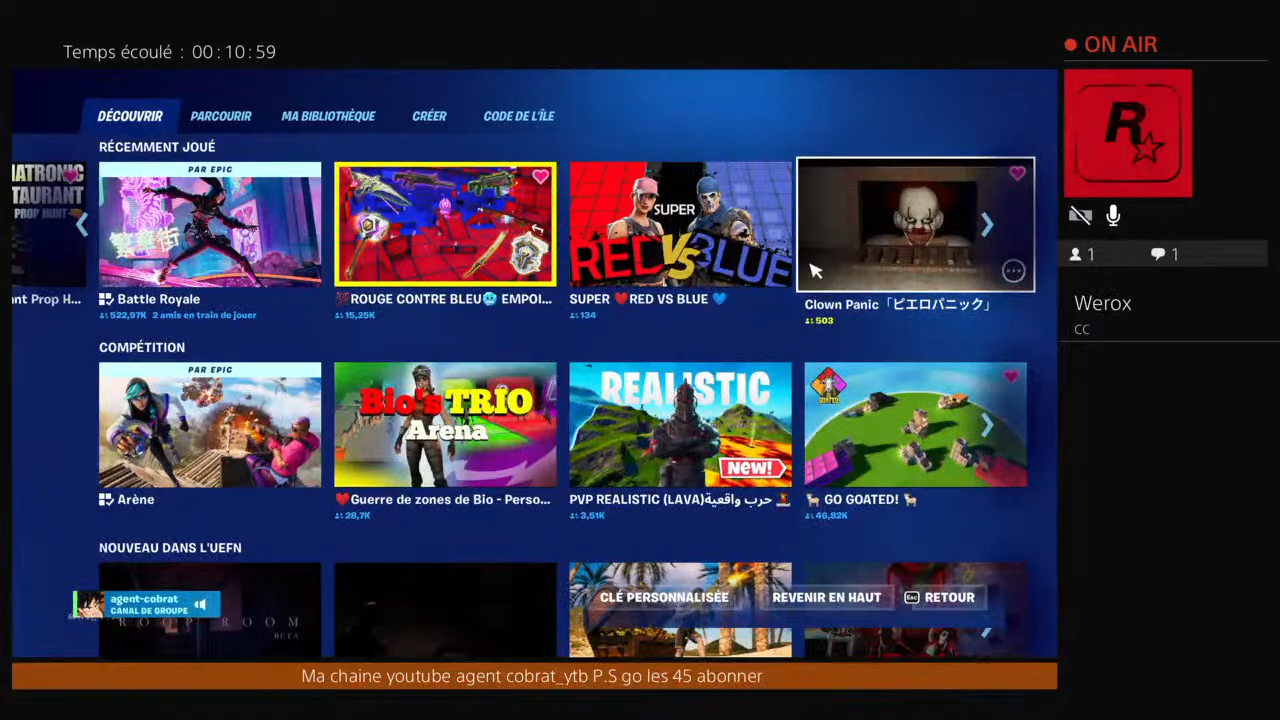 Temps écoulé : 00:10:59
ON AIR
DÉCOUVRIR PARCOURIR MA BIBLIOTHÈQUE CRÉER CODE DE L'ÎLE
RÉCEMMENT JOUÉ
PAR EPIC
SUPER
RED VS BLUE
1 1
Battle Royale
522,97K 2 amis en train de jouer
💯ROUGE CONTRE BLEU🥶 EMPOI...
15,25K
SUPER ❤️RED VS BLUE 💙
134
Clown Panic「ピエロパニック」
503
nt Prop H...
Werox
cc
COMPÉTITION
PAR EPIC
Bio's TRIO
Arena
REALISTIC
NEW!
GOATED
Arène
❤️Guerre de zones de Bio - Perso...
28,7K
PVP REALISTIC (LAVA)حرب واقعية
3,51K
🐐 GO GOATED! 🐐
46,82K
NOUVEAU DANS L'UEFN
agent-cobrat
CANAL DE GROUPE
ROOM
BETA
CLÉ PERSONNALISÉE REVENIR EN HAUT Esc RETOUR
Ma chaine youtube agent cobrat_ytb P.S go les 45 abonner